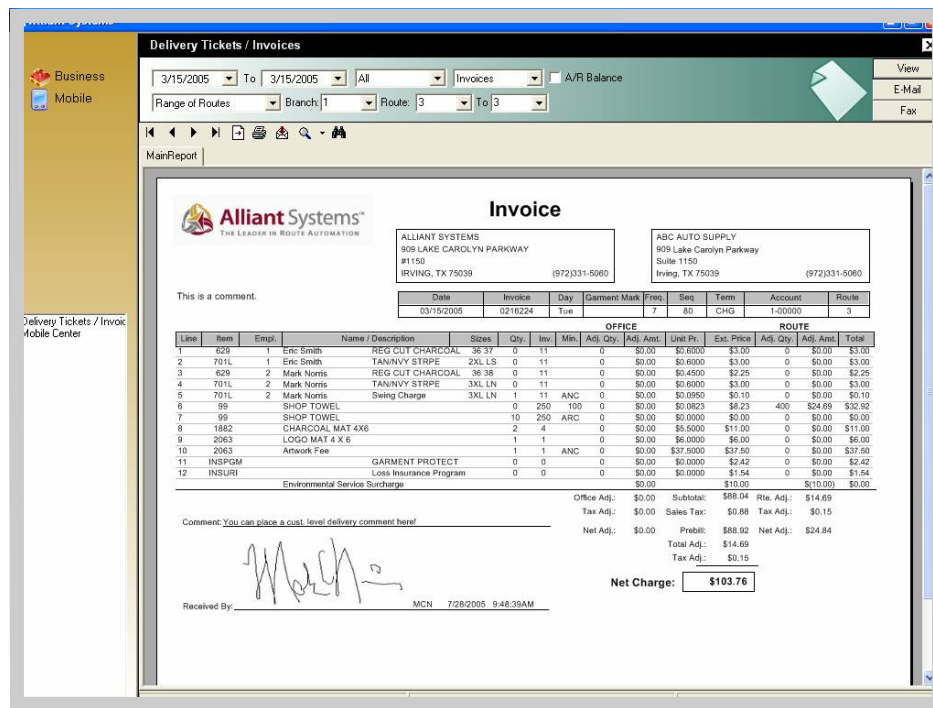 Alliant Systems
Delivery Tickets / Invoices
Business
Mobile
3/15/2005 To 3/15/2005 All Invoices A/R Balance
Range of Routes Branch: 1 Route: 3 To 3
View
E-Mail
Fax
MainReport
Delivery Tickets / Invoic
Mobile Center
Alliant Systems™
THE LEADER IN ROUTE AUTOMATION
Invoice
ALLIANT SYSTEMS
909 LAKE CAROLYN PARKWAY
#1150
IRVING, TX 75039 (972)331-5060
ABC AUTO SUPPLY
909 Lake Carolyn Parkway
Suite 1150
Irving, TX 75039 (972)331-5060
This is a comment.
Date Invoice Day Garment Mark Freq. Seq Term Account Route
03/15/2005 0216224 Tue 7 80 CHG 1-00000 3
OFFICE ROUTE
Line Item Empl. Name / Description Sizes Qty. Inv. Min. Adj. Qty. Adj. Amt. Unit Pr. Ext. Price Adj. Qty. Adj. Amt. Total
1 629 1 Eric Smith REG CUT CHARCOAL 36 37 0 11 0 $0.00 $0.6000 $3.00 0 $0.00 $3.00
2 701L 1 Eric Smith TAN/NVY STRPE 2XL LS 0 11 0 $0.00 $0.6000 $3.00 0 $0.00 $3.00
3 629 2 Mark Norris REG CUT CHARCOAL 36 38 0 11 0 $0.00 $0.4500 $2.25 0 $0.00 $2.25
4 701L 2 Mark Norris TAN/NVY STRPE 3XL LN 0 11 0 $0.00 $0.6000 $3.00 0 $0.00 $3.00
5 701L 2 Mark Norris Swing Charge 3XL LN 1 11 ANC 0 $0.00 $0.0950 $0.10 0 $0.00 $0.10
6 99 SHOP TOWEL 0 250 100 0 $0.00 $0.0823 $8.23 400 $24.69 $32.92
7 99 SHOP TOWEL 10 250 ARC 0 $0.00 $0.0000 $0.00 0 $0.00 $0.00
8 1882 CHARCOAL MAT 4X6 2 4 0 $0.00 $5.5000 $11.00 0 $0.00 $11.00
9 2063 LOGO MAT 4 X 6 1 1 0 $0.00 $6.0000 $6.00 0 $0.00 $6.00
10 2063 Artwork Fee 1 1 ANC 0 $0.00 $37.5000 $37.50 0 $0.00 $37.50
11 INSPGM GARMENT PROTECT 0 0 0 $0.00 $0.0000 $2.42 0 $0.00 $2.42
12 INSURI Loss Insurance Program 0 0 0 $0.00 $0.0000 $1.54 0 $0.00 $1.54
Environmental Service Surcharge $0.00 $10.00 $(10.00) $0.00
Office Adj.: $0.00 Subtotal: $88.04 Rte. Adj.: $14.69
Tax Adj.: $0.00 Sales Tax: $0.88 Tax Adj.: $0.15
Comment: You can place a cust. level delivery comment here!
Net Adj.: $0.00 Prebill: $88.92 Net Adj.: $24.84
Total Adj.: $14.69
Tax Adj.: $0.15
Net Charge: $103.76
Received By: MCN 7/28/2005 9:48:39AM